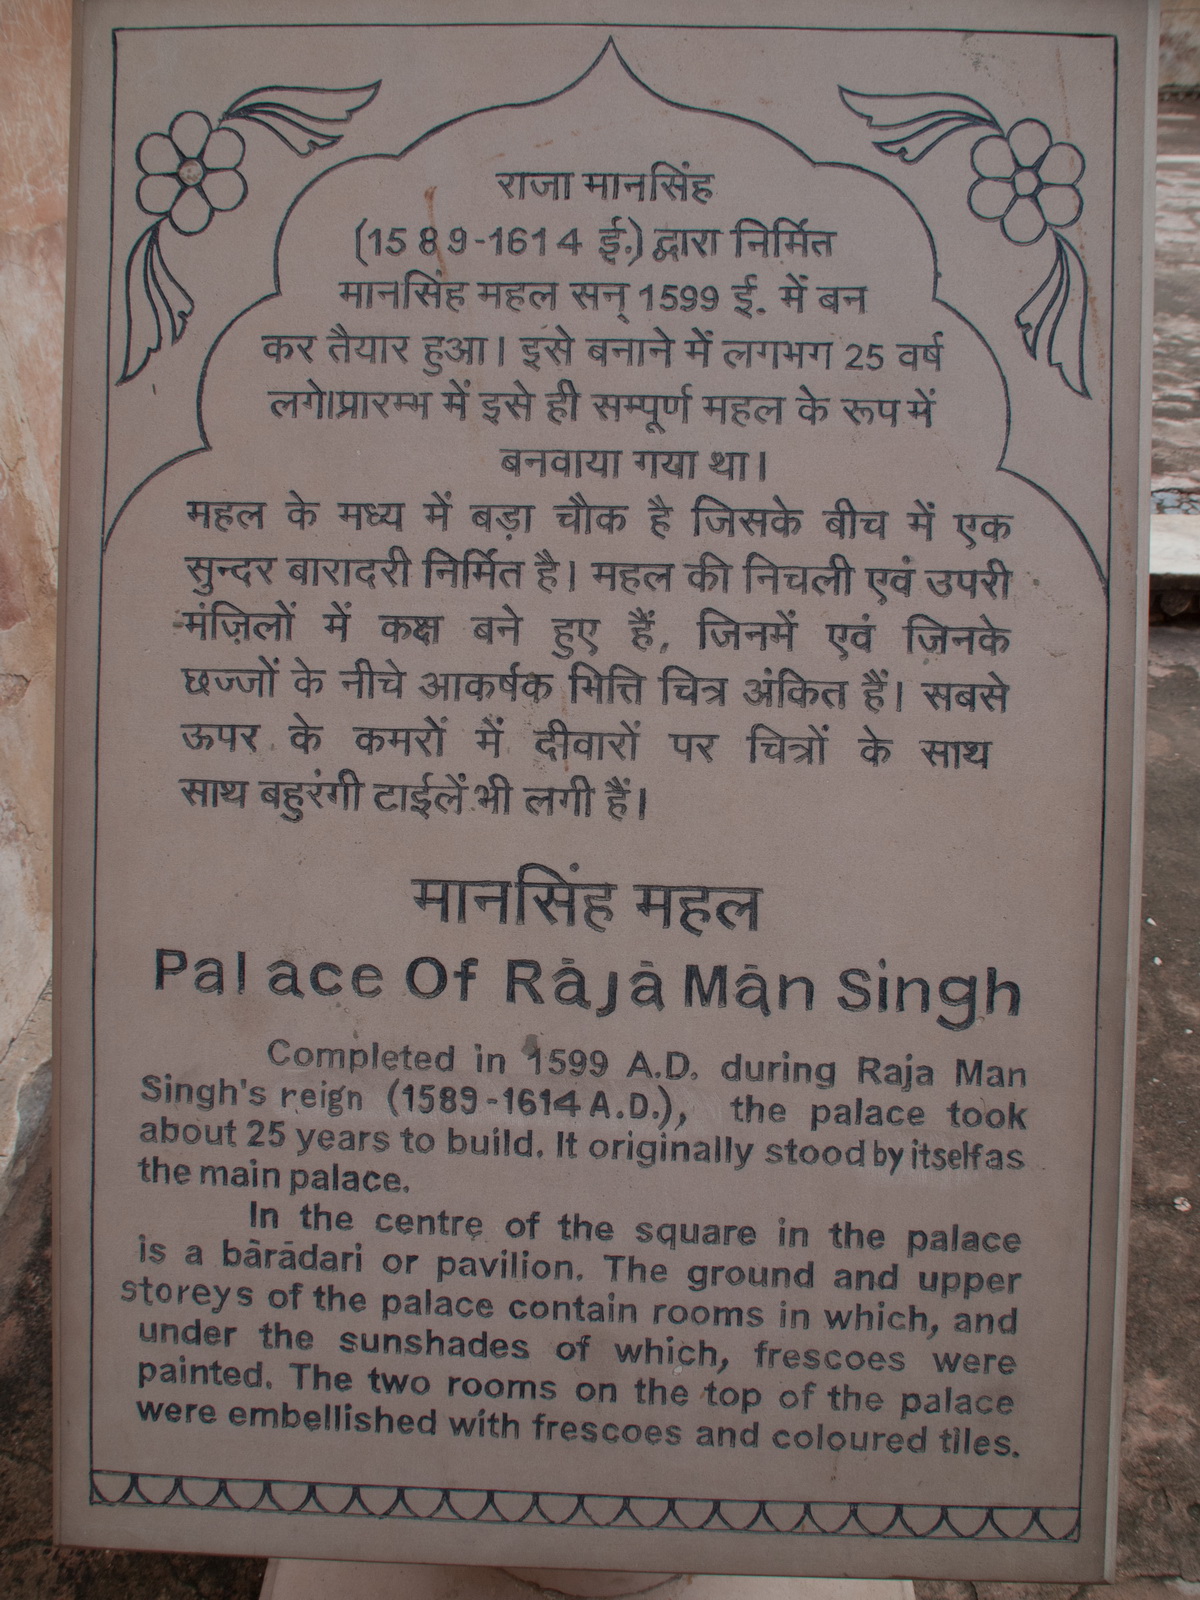 राजा मानसिंह
(1589-1614 ई.) द्वारा निर्मित
मानसिंह महल सन् 1599 ई. में बन
कर तैयार हुआ। इसे बनाने में लगभग 25 वर्ष
लगे।प्रारम्भ में इसे ही सम्पूर्ण महल के रूप में
बनवाया गया था।
महल के मध्य में बड़ा चौक है जिसके बीच में एक
सुन्दर बारादरी निर्मित है। महल की निचली एवं उपरी
मंज़िलों में कक्ष बने हुए हैं, जिनमें एवं जिनके
छज्जों के नीचे आकर्षक भित्ति चित्र अंकित हैं। सबसे
ऊपर के कमरों में दीवारों पर चित्रों के साथ
साथ बहुरंगी टाईलें भी लगी हैं।
मानसिंह महल
Palace Of Rājā Mān Singh
Completed in 1599 A.D. during Raja Man
Singh's reign (1589-1614 A.D.), the palace took
about 25 years to build. It originally stood by itself as
the main palace.
In the centre of the square in the palace
is a bārādari or pavilion. The ground and upper
storeys of the palace contain rooms in which, and
under the sunshades of which, frescoes were
painted. The two rooms on the top of the palace
were embellished with frescoes and coloured tiles.